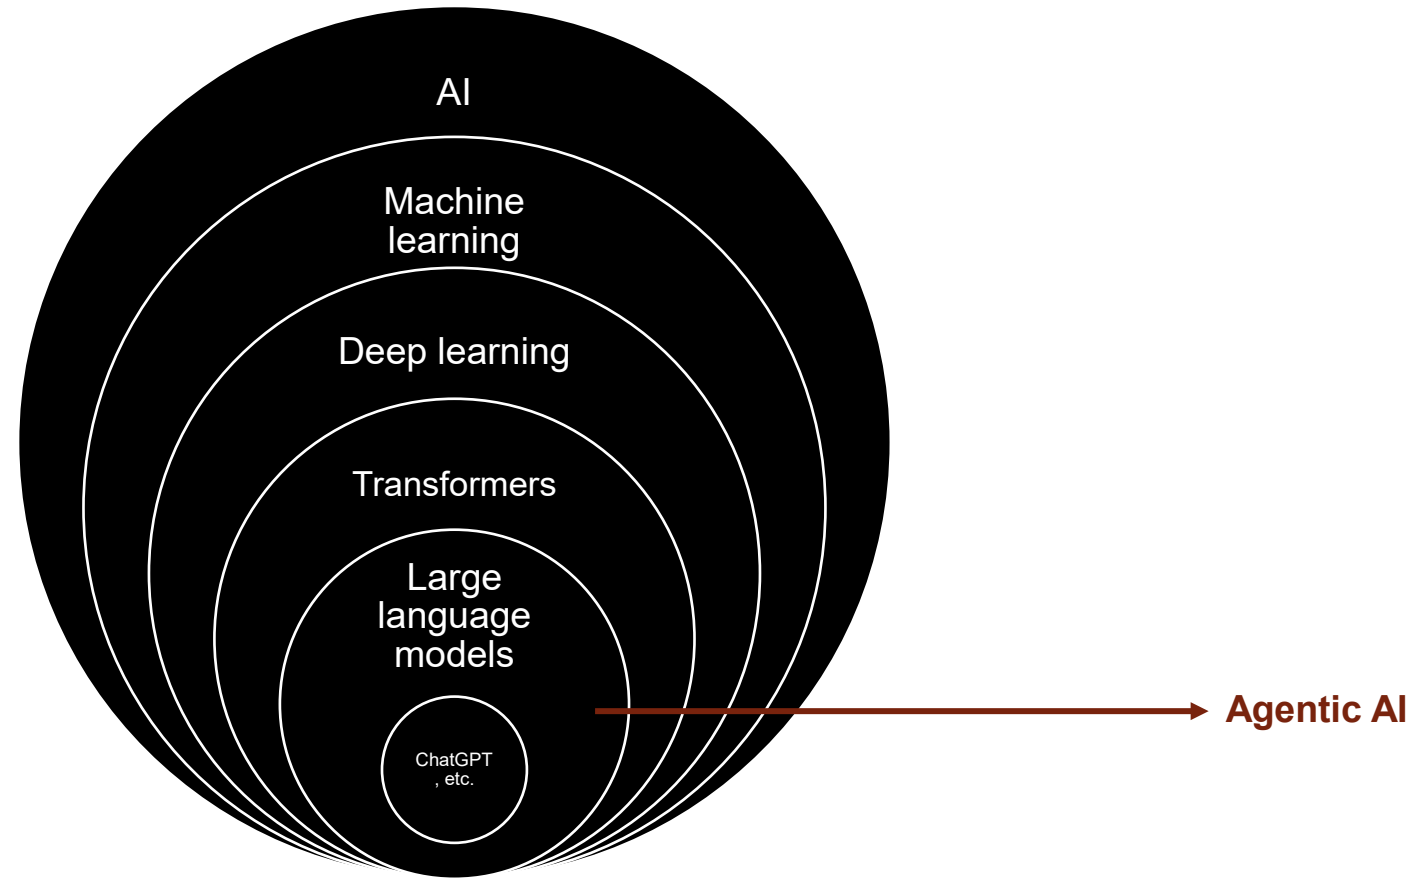 AI
Machine
learning
Deep learning
Transformers
Large
language
models
ChatGPT
, etc.
Agentic AI